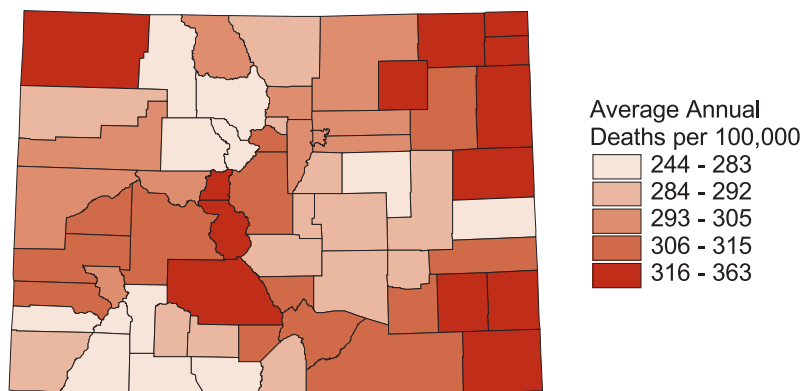 Average Annual
Deaths per 100,000
244 - 283
284 - 292
293 - 305
306 - 315
316 - 363